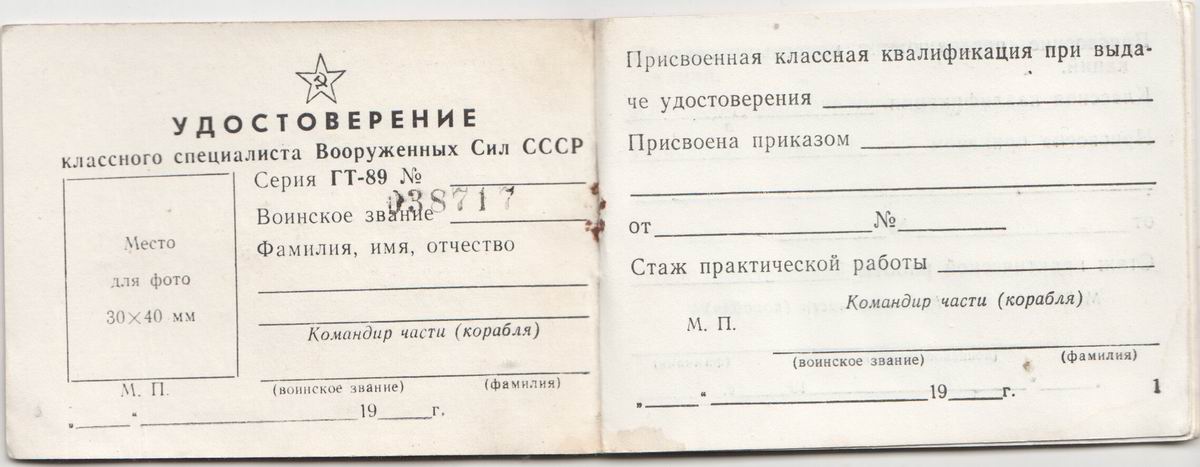 УДОСТОВЕРЕНИЕ
классного специалиста Вооруженных Сил СССР
Место
для фото
30×40 мм
М. П.
Серия ГТ-89 №
038717
Воинское звание
Фамилия, имя, отчество
Командир части (корабля)
(воинское звание) (фамилия)
„ “ 19 г.
Присвоенная классная квалификация при выда-
че удостоверения
Присвоена приказом
от №
Стаж практической работы
Командир части (корабля)
М. П.
(воинское звание) (фамилия)
„ “ 19 г.
1